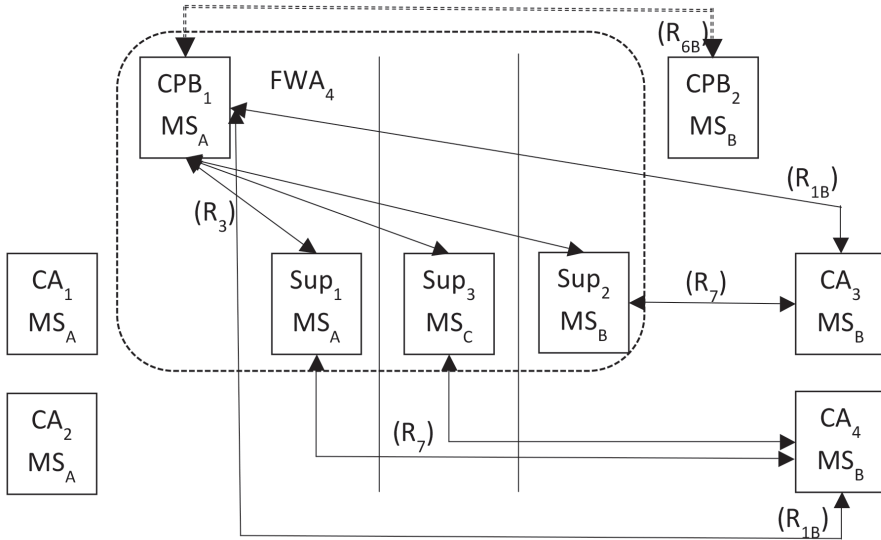 (R6B)
CPB1
MSA
FWA4
CPB2
MSB
(R1B)
(R3)
CA1
MSA
Sup1
MSA
Sup3
MSC
Sup2
MSB
(R7)
CA3
MSB
CA2
MSA
(R7)
CA4
MSB
(R1B)